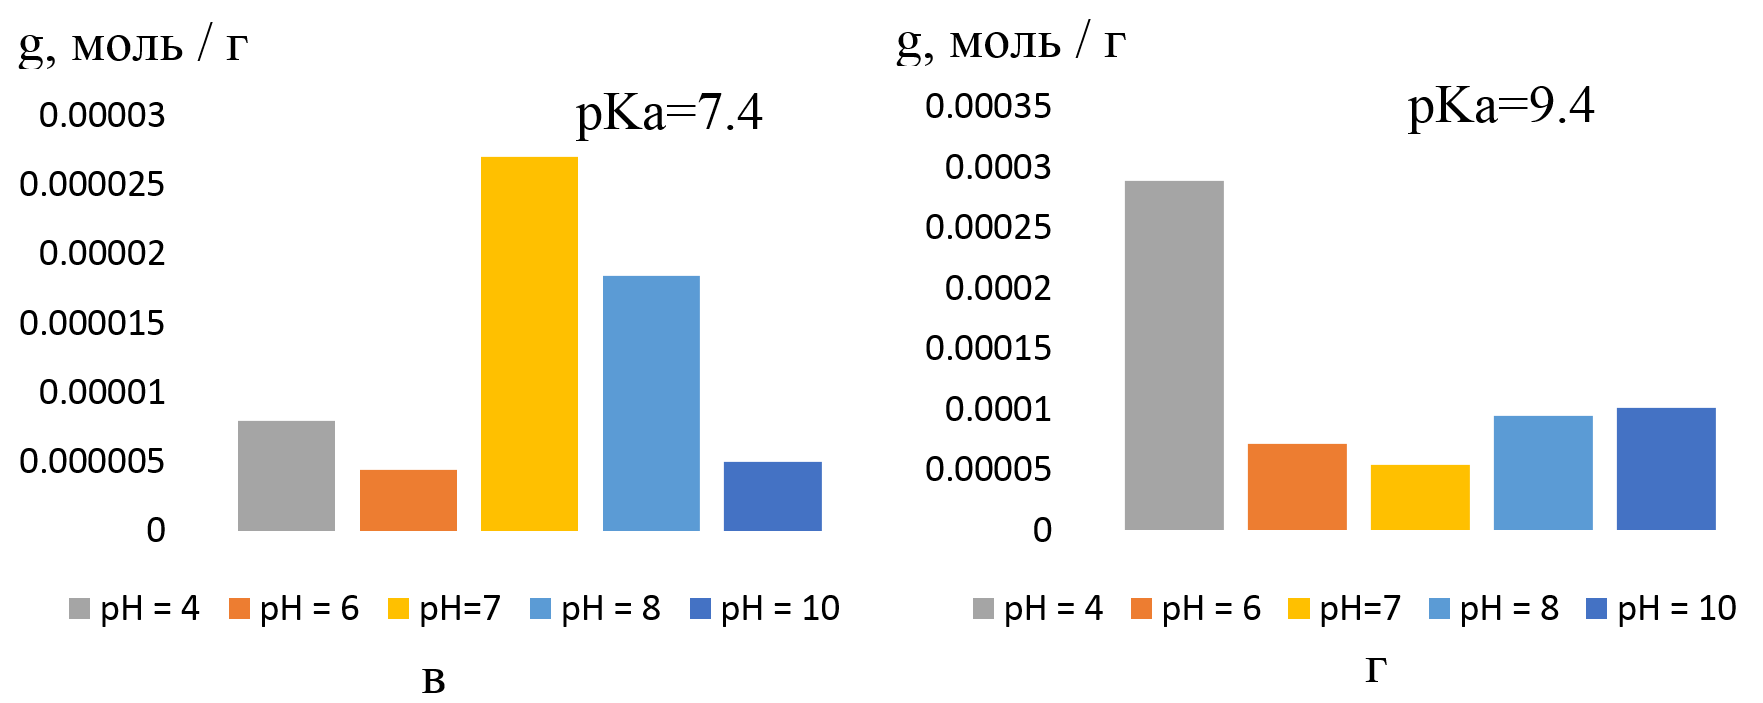 g, моль / г
pKa=7.4
0.00003
0.000025
0.00002
0.000015
0.00001
0.000005
0
pH = 4 pH = 6 pH=7 pH = 8 pH = 10
в
g, моль / г
pKa=9.4
0.00035
0.0003
0.00025
0.0002
0.00015
0.0001
0.00005
0
pH = 4 pH = 6 pH=7 pH = 8 pH = 10
г